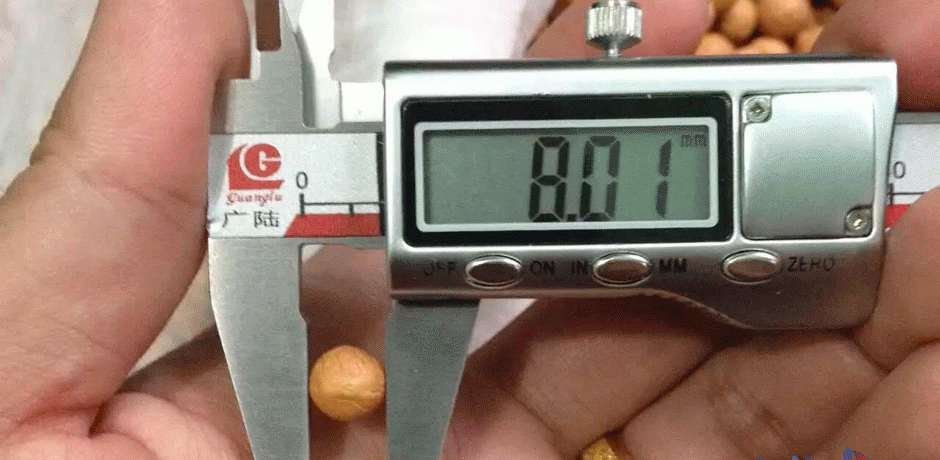 8.01 mm
G
Guanglu
广 陆
0
0
OFF ON IN MM ZERO